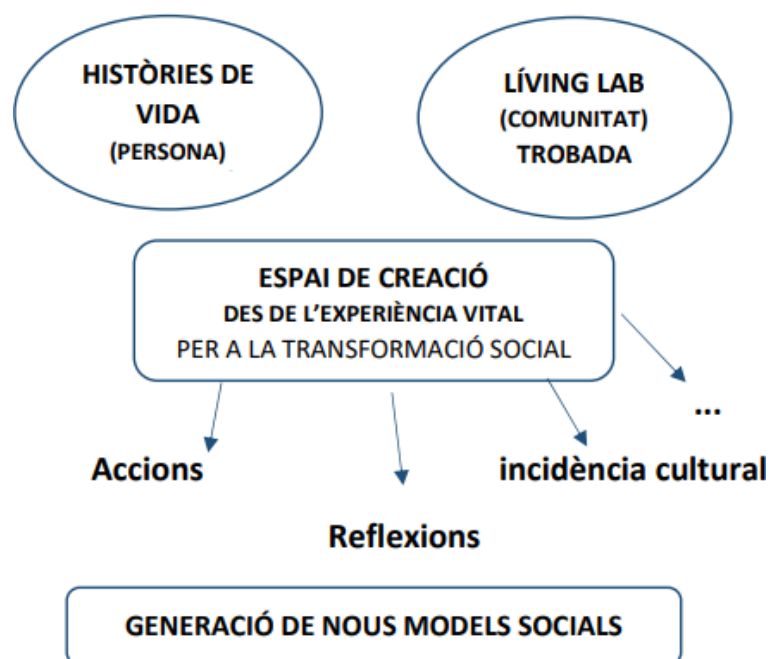 HISTÒRIES DE
VIDA
(PERSONA)
LÍVING LAB
(COMUNITAT)
TROBADA
ESPAI DE CREACIÓ
DES DE L’EXPERIÈNCIA VITAL
PER A LA TRANSFORMACIÓ SOCIAL
...
Accions
incidència cultural
Reflexions
GENERACIÓ DE NOUS MODELS SOCIALS